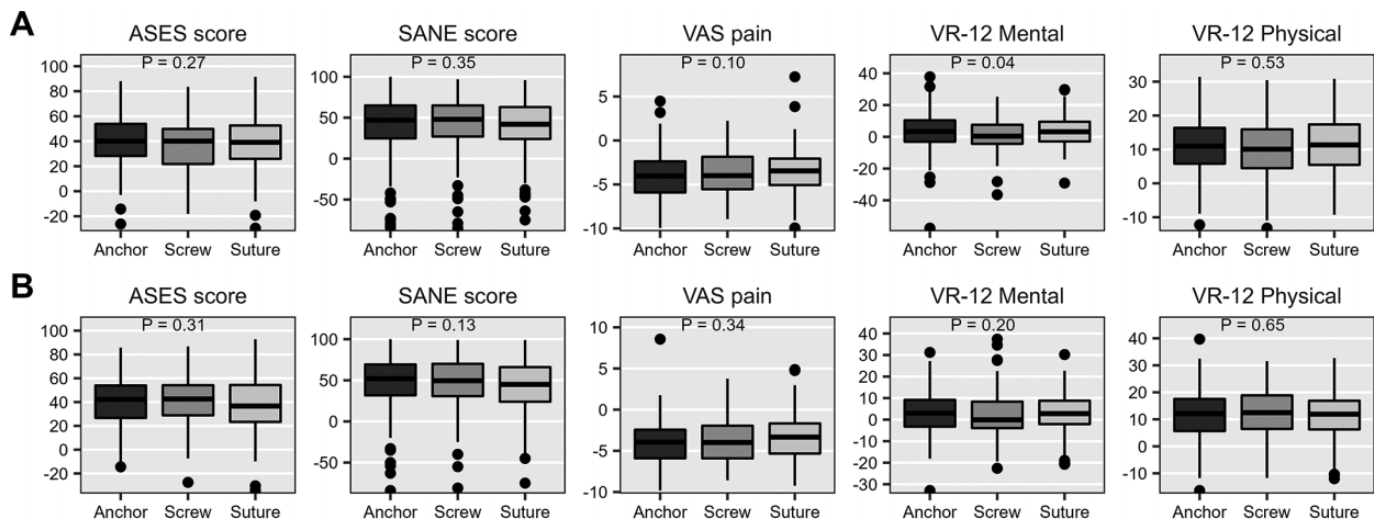 A
ASES score SANE score VAS pain VR-12 Mental VR-12 Physical
P = 0.27 P = 0.35 P = 0.10 P = 0.04 P = 0.53
100 80 60 40 20 0 -20
100 50 0 -50
5 0 -5 -10
40 20 0 -20 -40
30 20 10 0 -10
Anchor Screw Suture Anchor Screw Suture Anchor Screw Suture Anchor Screw Suture Anchor Screw Suture
B
ASES score SANE score VAS pain VR-12 Mental VR-12 Physical
P = 0.31 P = 0.13 P = 0.34 P = 0.20 P = 0.65
100 80 60 40 20 0 -20
100 50 0 -50
10 5 0 -5 -10
40 30 20 10 0 -10 -20 -30
40 30 20 10 0 -10
Anchor Screw Suture Anchor Screw Suture Anchor Screw Suture Anchor Screw Suture Anchor Screw Suture